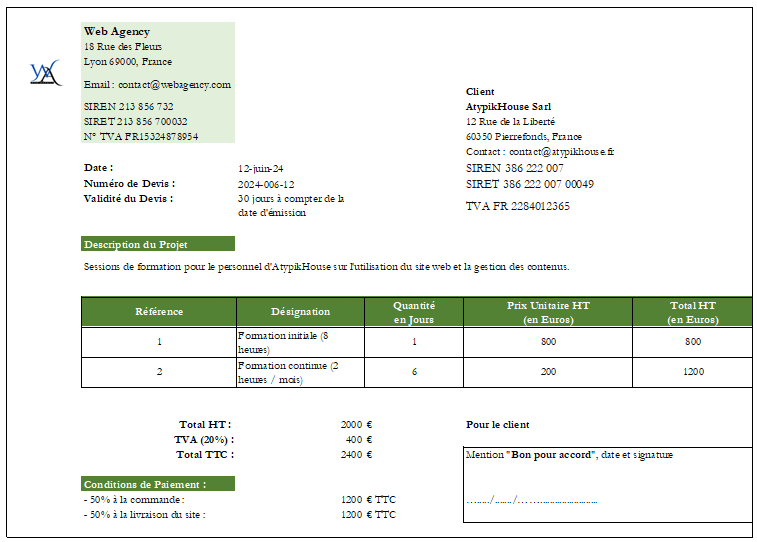 Web Agency
18 Rue des Fleurs
Lyon 69000, France
Email : contact@webagency.com
SIREN 213 856 732
SIRET 213 856 700032
N° TVA FR15324878954
WA
Client
AtypikHouse Sarl
12 Rue de la Liberté
60350 Pierrefonds, France
Contact : contact@atypikhouse.fr
SIREN 386 222 007
SIRET 386 222 007 00049
TVA FR 2284012365
Date : 12-juin-24
Numéro de Devis : 2024-006-12
Validité du Devis : 30 jours à compter de la
date d'émission
Description du Projet
Sessions de formation pour le personnel d'AtypikHouse sur l'utilisation du site web et la gestion des contenus.
Référence Désignation Quantité en Jours Prix Unitaire HT (en Euros) Total HT (en Euros)
1 Formation initiale (8 heures) 1 800 800
2 Formation continue (2 heures / mois) 6 200 1200
Total HT : 2000 €
TVA (20%) : 400 €
Total TTC : 2400 €
Pour le client
Mention "Bon pour accord", date et signature
……/……/…………………………
Conditions de Paiement :
- 50% à la commande : 1200 € TTC
- 50% à la livraison du site : 1200 € TTC